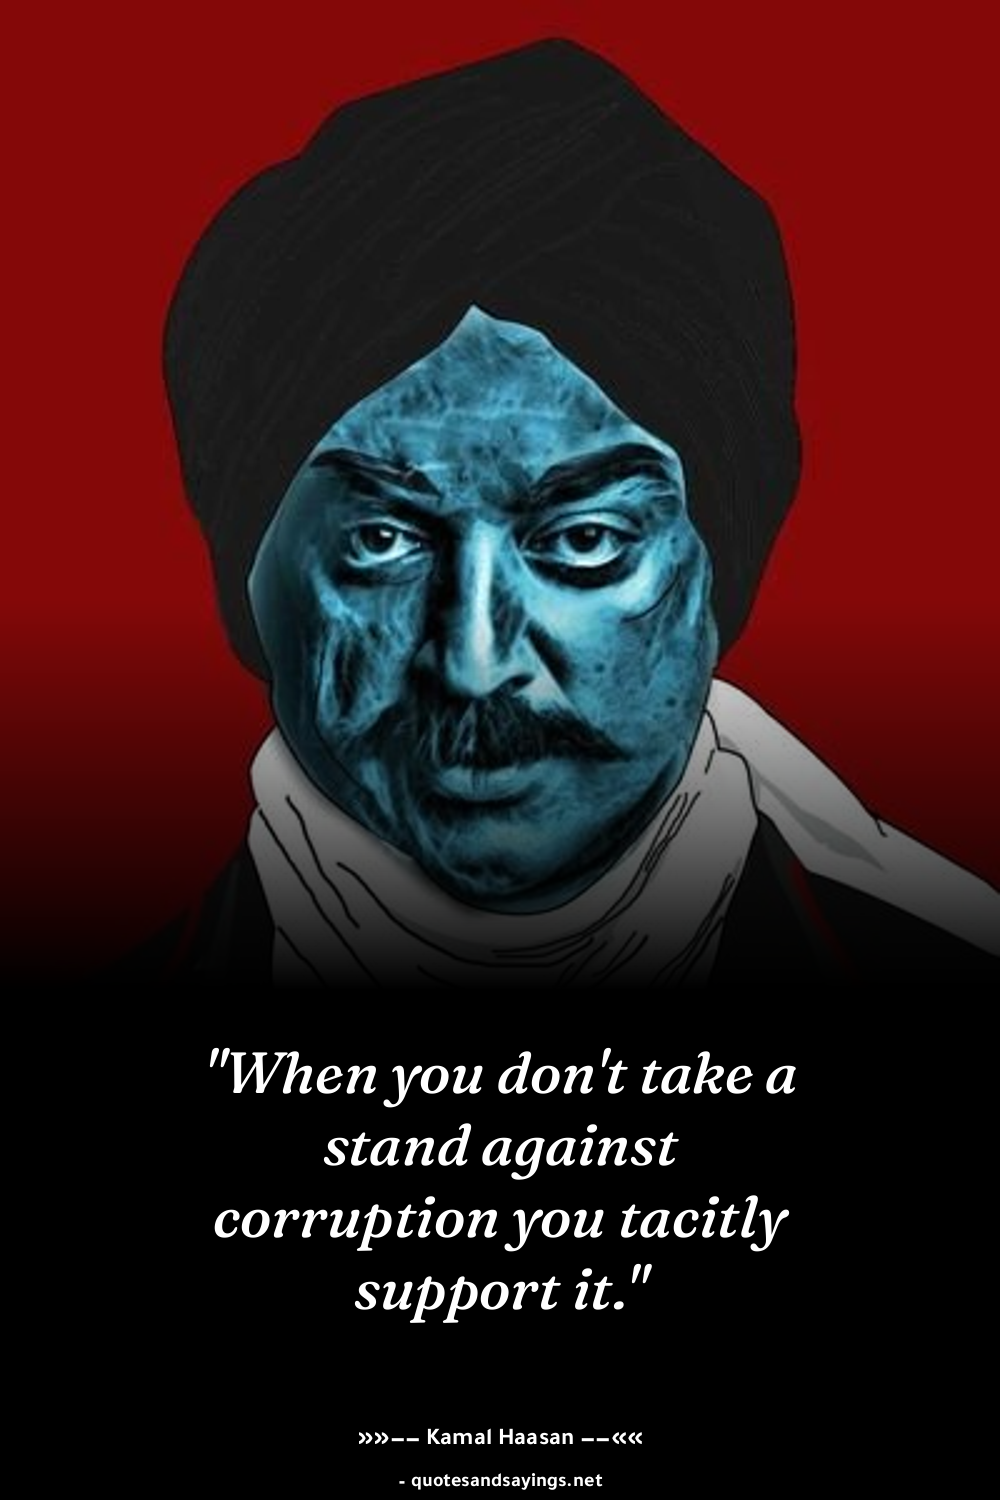 "When you don't take a
stand against
corruption you tacitly
support it."
»»–– Kamal Haasan ––««
- quotesandsayings.net